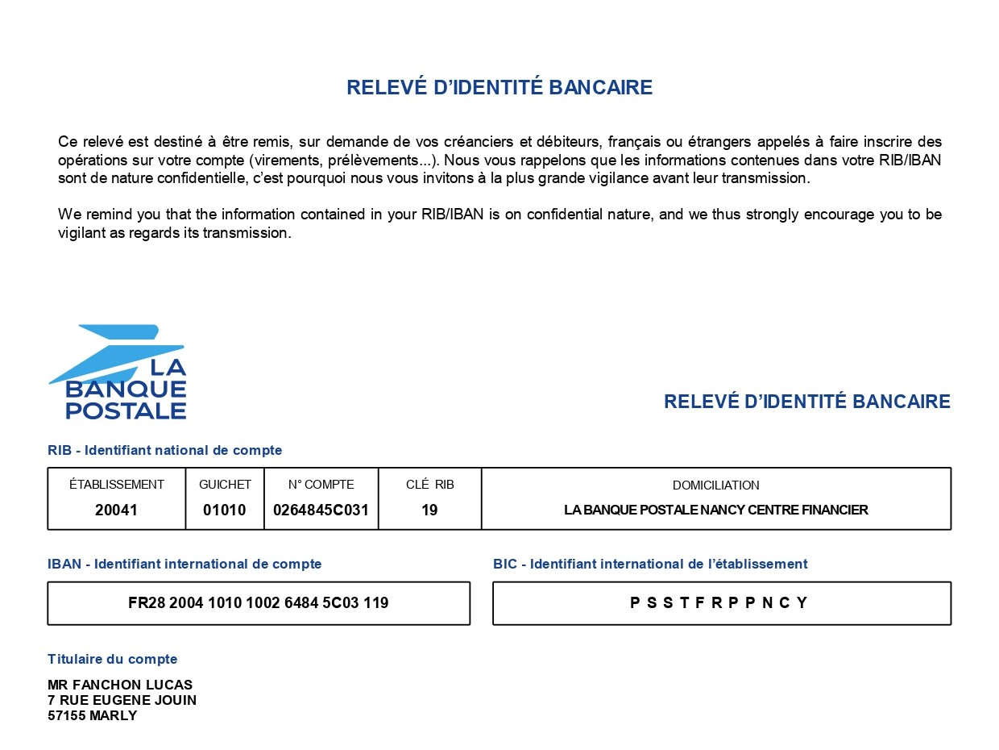 RELEVÉ D’IDENTITÉ BANCAIRE
Ce relevé est destiné à être remis, sur demande de vos créanciers et débiteurs, français ou étrangers appelés à faire inscrire des
opérations sur votre compte (virements, prélèvements...). Nous vous rappelons que les informations contenues dans votre RIB/IBAN
sont de nature confidentielle, c’est pourquoi nous vous invitons à la plus grande vigilance avant leur transmission.
We remind you that the information contained in your RIB/IBAN is on confidential nature, and we thus strongly encourage you to be
vigilant as regards its transmission.
LA
BANQUE
POSTALE
RELEVÉ D’IDENTITÉ BANCAIRE
RIB - Identifiant national de compte
ÉTABLISSEMENT GUICHET N° COMPTE CLÉ RIB DOMICILIATION
20041 01010 0264845C031 19 LA BANQUE POSTALE NANCY CENTRE FINANCIER
IBAN - Identifiant international de compte BIC - Identifiant international de l’établissement
FR28 2004 1010 1002 6484 5C03 119 P S S T F R P P N C Y
Titulaire du compte
MR FANCHON LUCAS
7 RUE EUGENE JOUIN
57155 MARLY